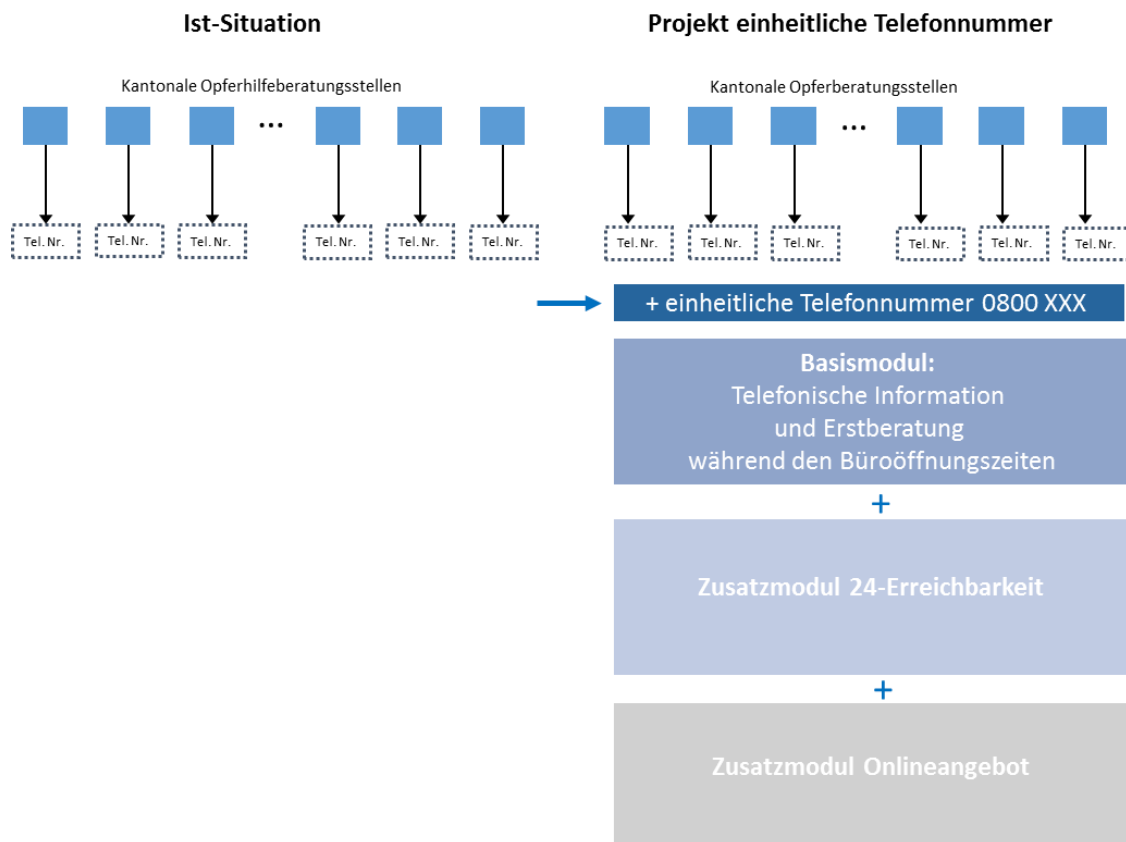 Ist-Situation
Kantonale Opferhilfeberatungsstellen
...
Tel. Nr. Tel. Nr. Tel. Nr. Tel. Nr. Tel. Nr. Tel. Nr.
Projekt einheitliche Telefonnummer
Kantonale Opferberatungsstellen
...
Tel. Nr. Tel. Nr. Tel. Nr. Tel. Nr. Tel. Nr. Tel. Nr.
+ einheitliche Telefonnummer 0800 XXX
Basismodul:
Telefonische Information
und Erstberatung
während den Büroöffnungszeiten
+
Zusatzmodul 24-Erreichbarkeit
+
Zusatzmodul Onlineangebot